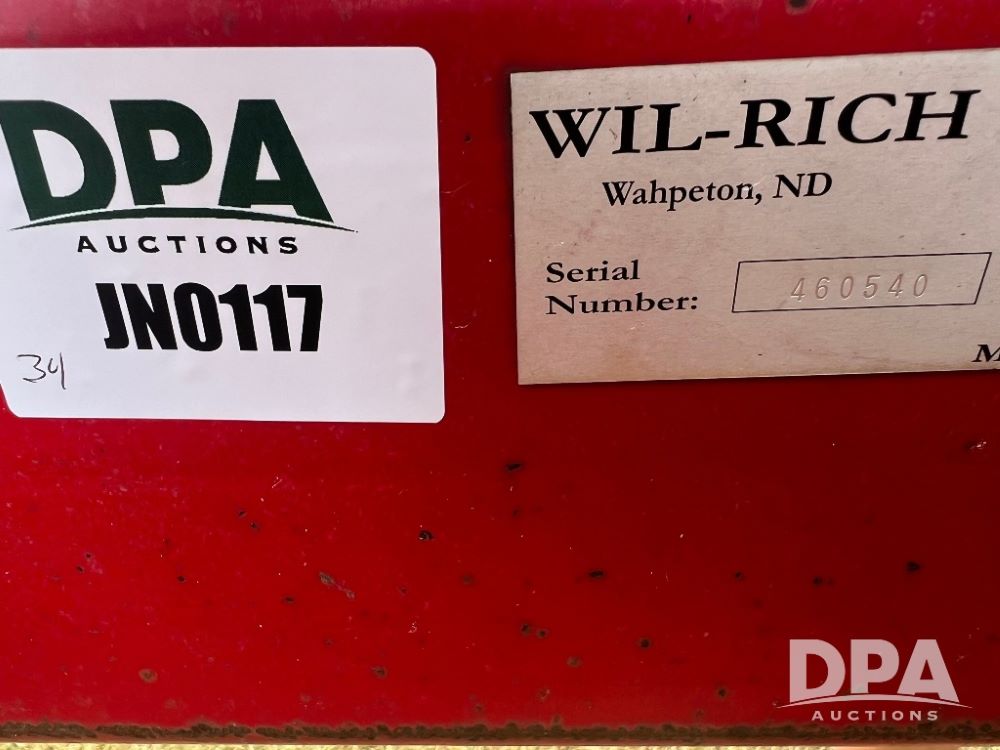 DPA
AUCTIONS
JN0117
34
WIL-RICH
Wahpeton, ND
Serial
Number: 460540
M
DPA
AUCTIONS